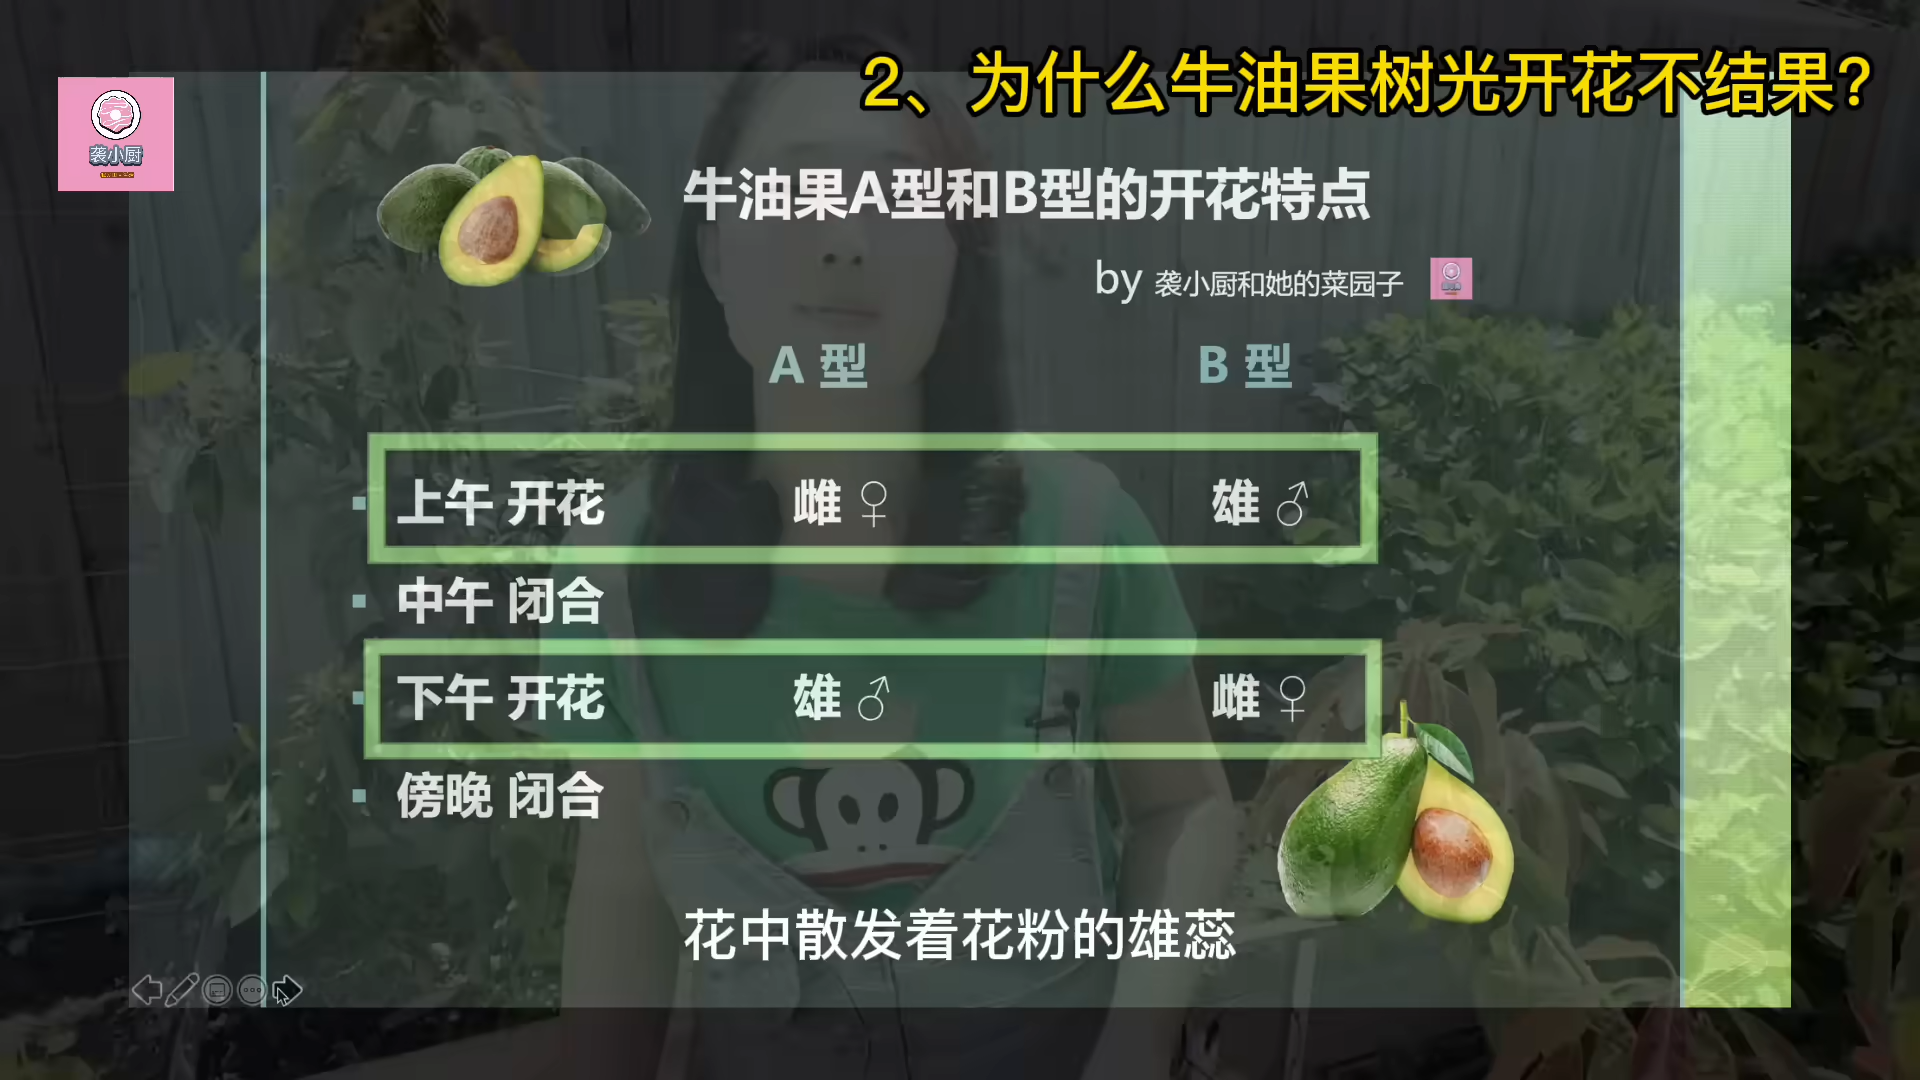 2、为什么牛油果树光开花不结果？
袭小厨
牛油果A型和B型的开花特点
by 袭小厨和她的菜园子
A 型 B 型
上午 开花 雌 ♀ 雄 ♂
中午 闭合
下午 开花 雄 ♂ 雌 ♀
傍晚 闭合
花中散发着花粉的雄蕊